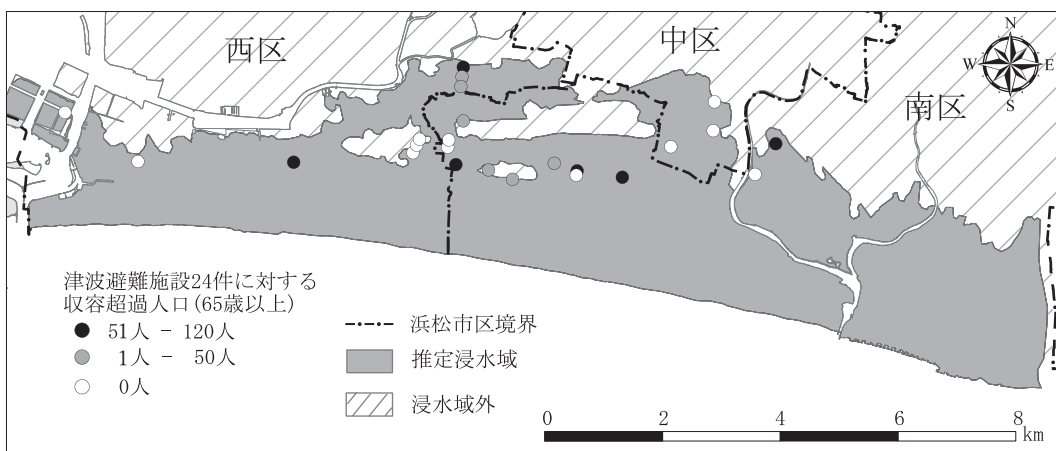 西区
中区
南区
N
W
E
S
津波避難施設24件に対する
収容超過人口(65歳以上)
51人 - 120人
1人 - 50人
0人
浜松市区境界
推定浸水域
浸水域外
0 2 4 6 8
km